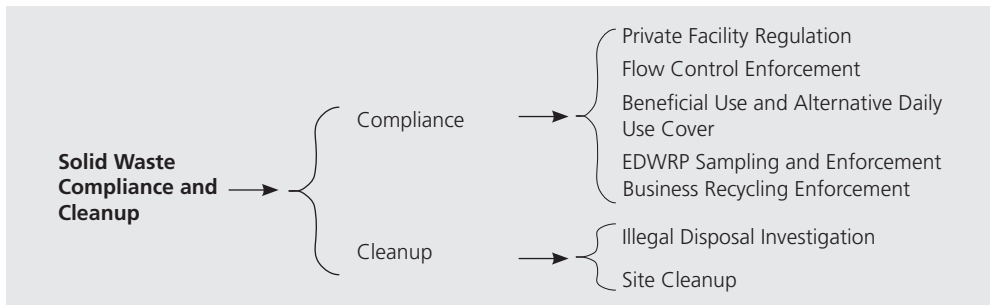 Solid Waste
Compliance and
Cleanup
Compliance
Private Facility Regulation
Flow Control Enforcement
Beneficial Use and Alternative Daily
Use Cover
EDWRP Sampling and Enforcement
Business Recycling Enforcement
Cleanup
Illegal Disposal Investigation
Site Cleanup